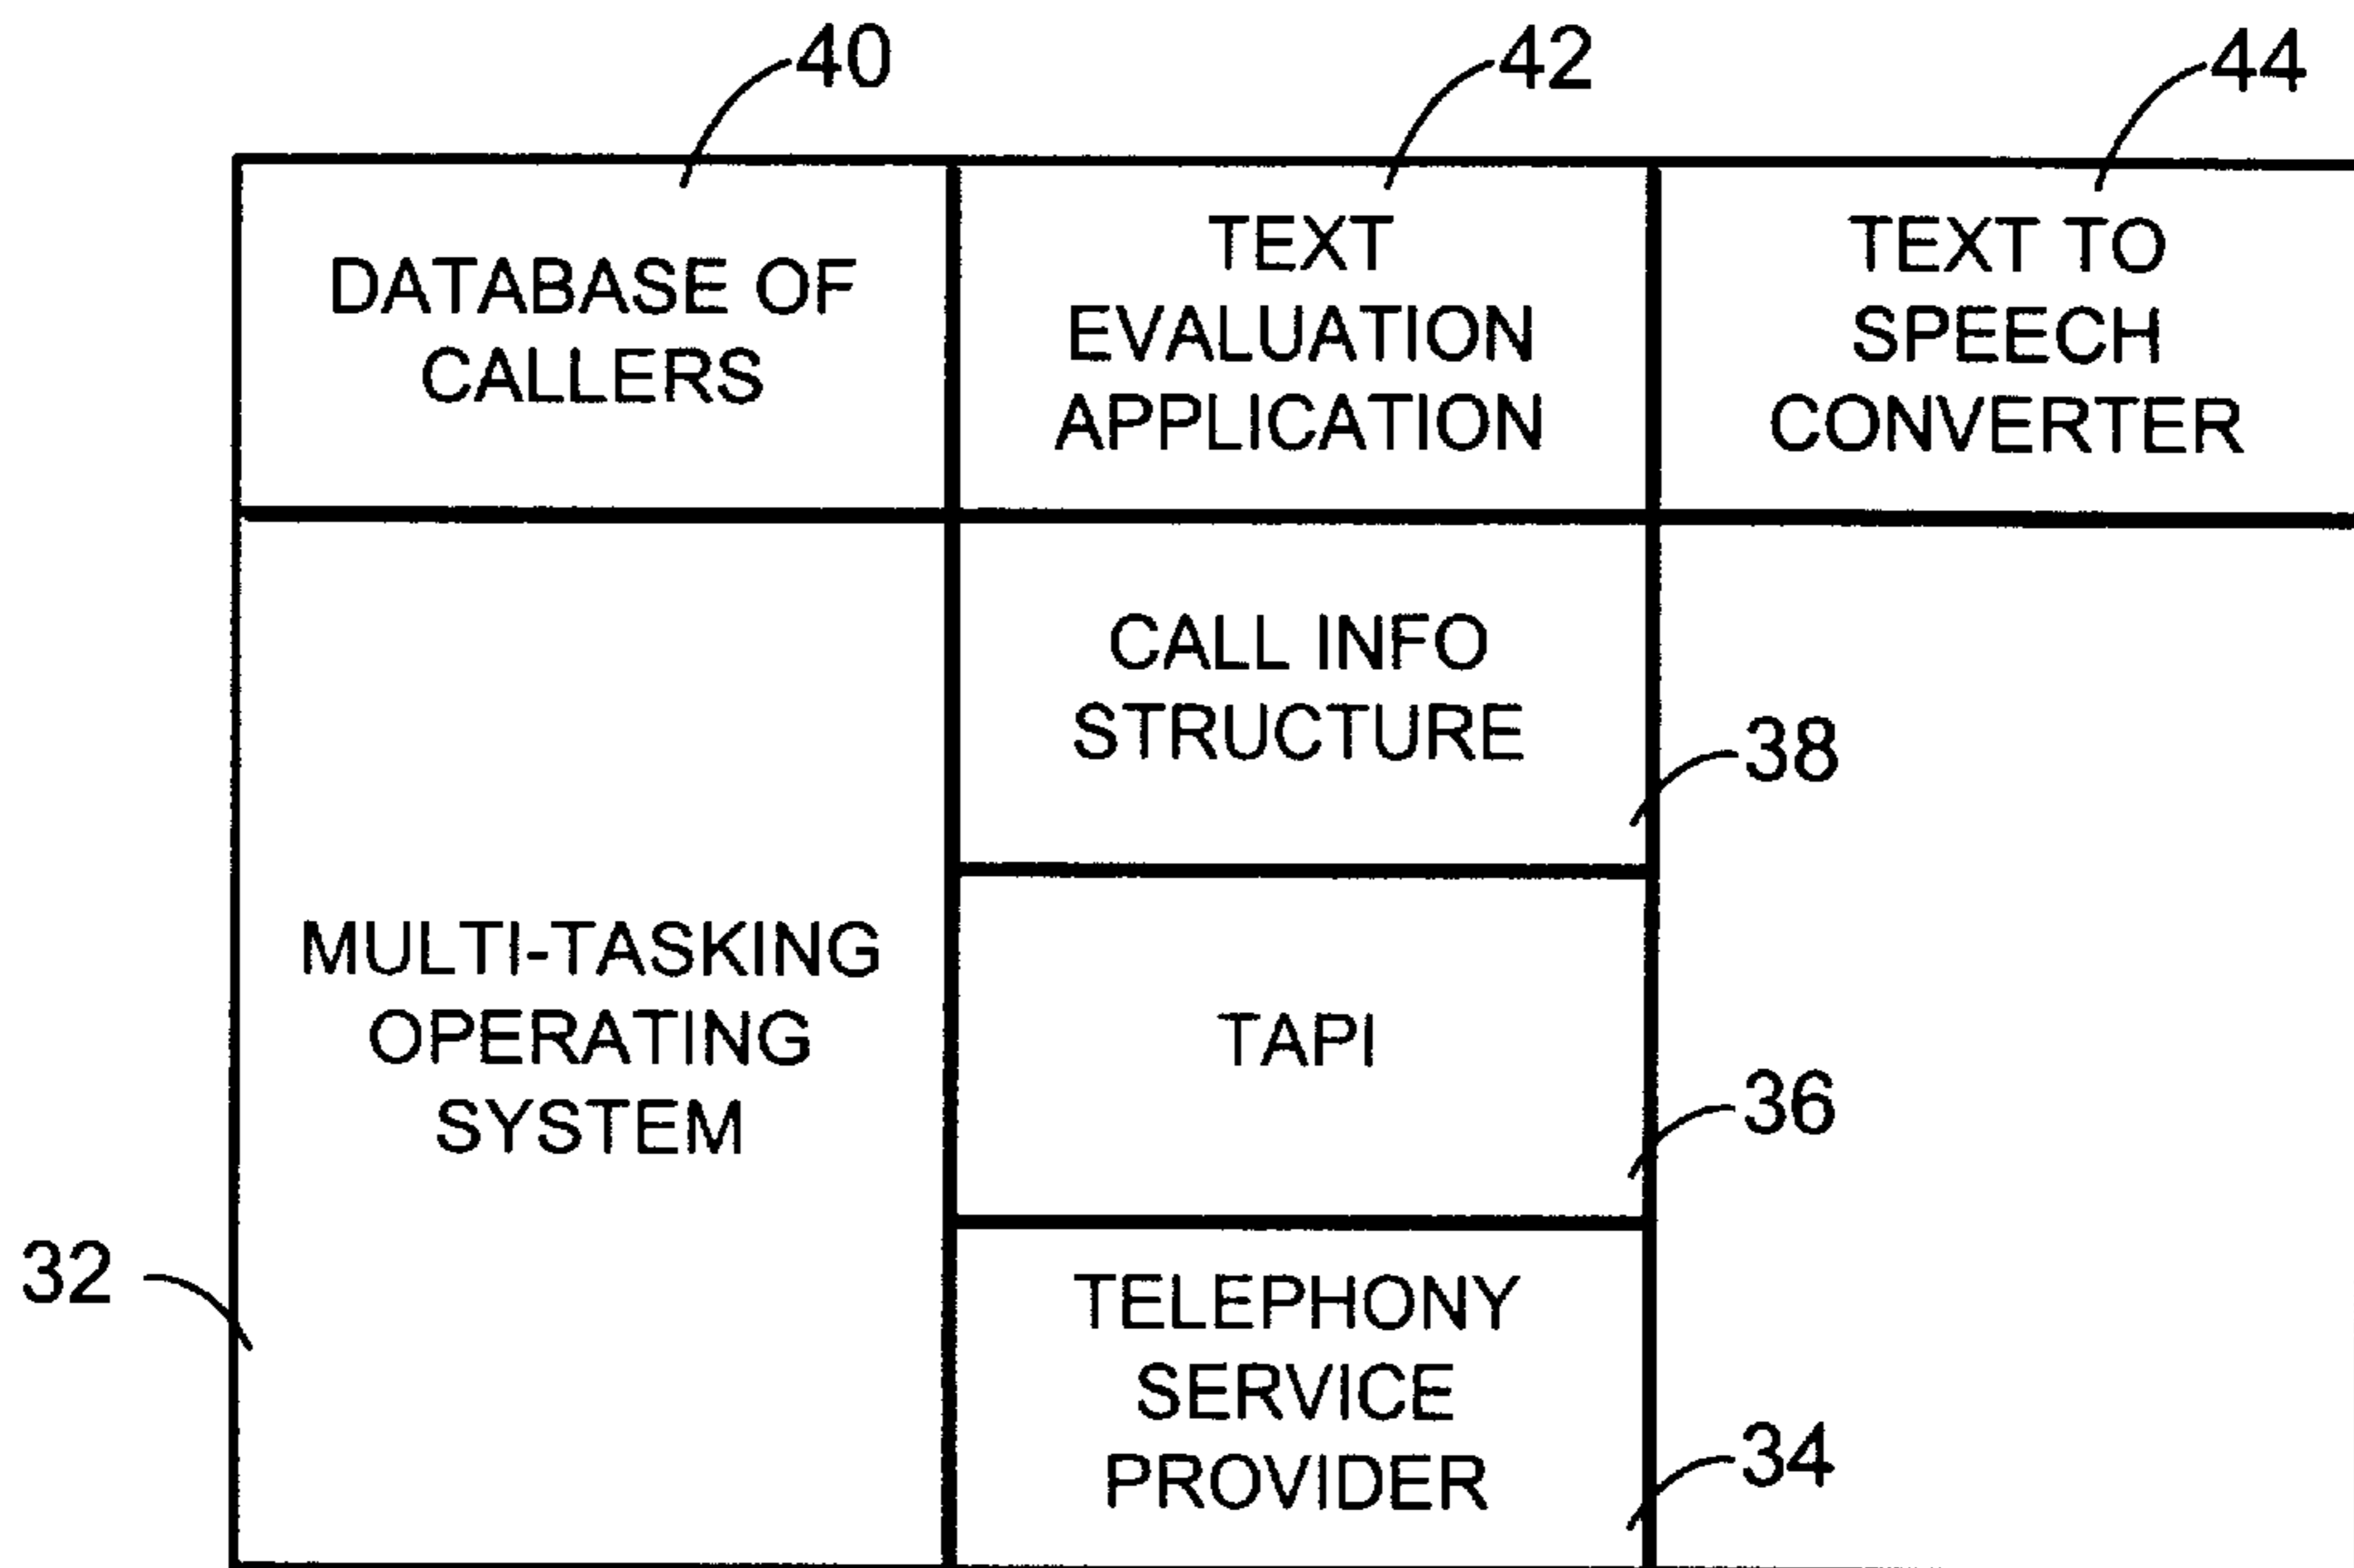 40
42
44
DATABASE OF
CALLERS
TEXT
EVALUATION
APPLICATION
TEXT TO
SPEECH
CONVERTER
CALL INFO
STRUCTURE
38
MULTI-TASKING
OPERATING
SYSTEM
TAPI
36
32
TELEPHONY
SERVICE
PROVIDER
34